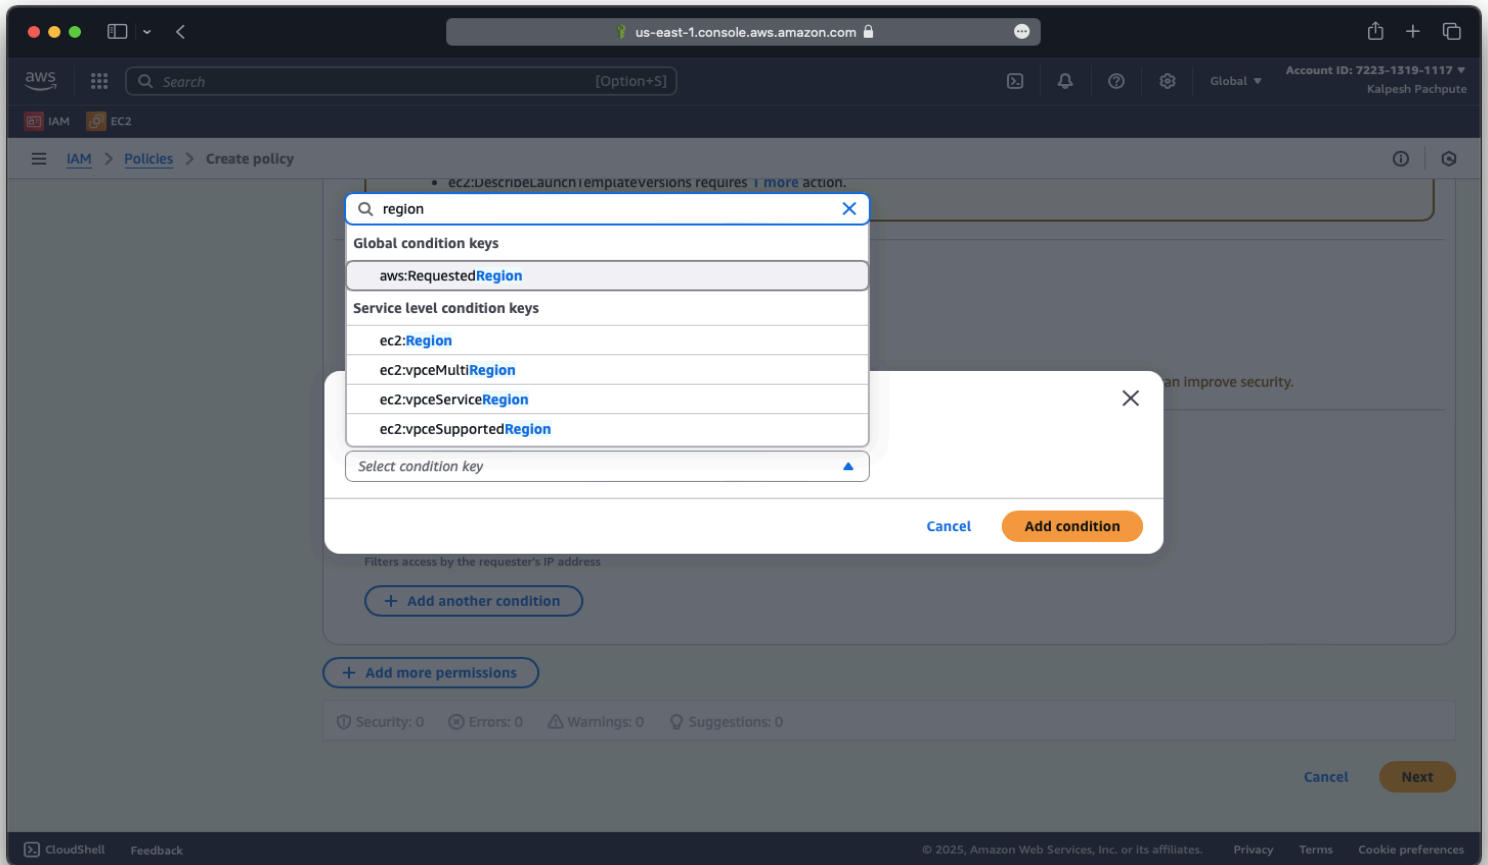 us-east-1.console.aws.amazon.com
aws
Search
[Option+S]
Global
Account ID: 7223-1319-1117
Kalpesh Pachpute
IAM
EC2
IAM
Policies
Create policy
ec2:DescribeLaunchTemplateVersions requires 1 more action.
region
Global condition keys
aws:RequestedRegion
Service level condition keys
ec2:Region
ec2:vpceMultiRegion
ec2:vpceServiceRegion
ec2:vpceSupportedRegion
an improve security.
Select condition key
Cancel
Add condition
Filters access by the requester's IP address
+ Add another condition
+ Add more permissions
Security: 0
Errors: 0
Warnings: 0
Suggestions: 0
Cancel
Next
CloudShell
Feedback
© 2025, Amazon Web Services, Inc. or its affiliates.
Privacy
Terms
Cookie preferences